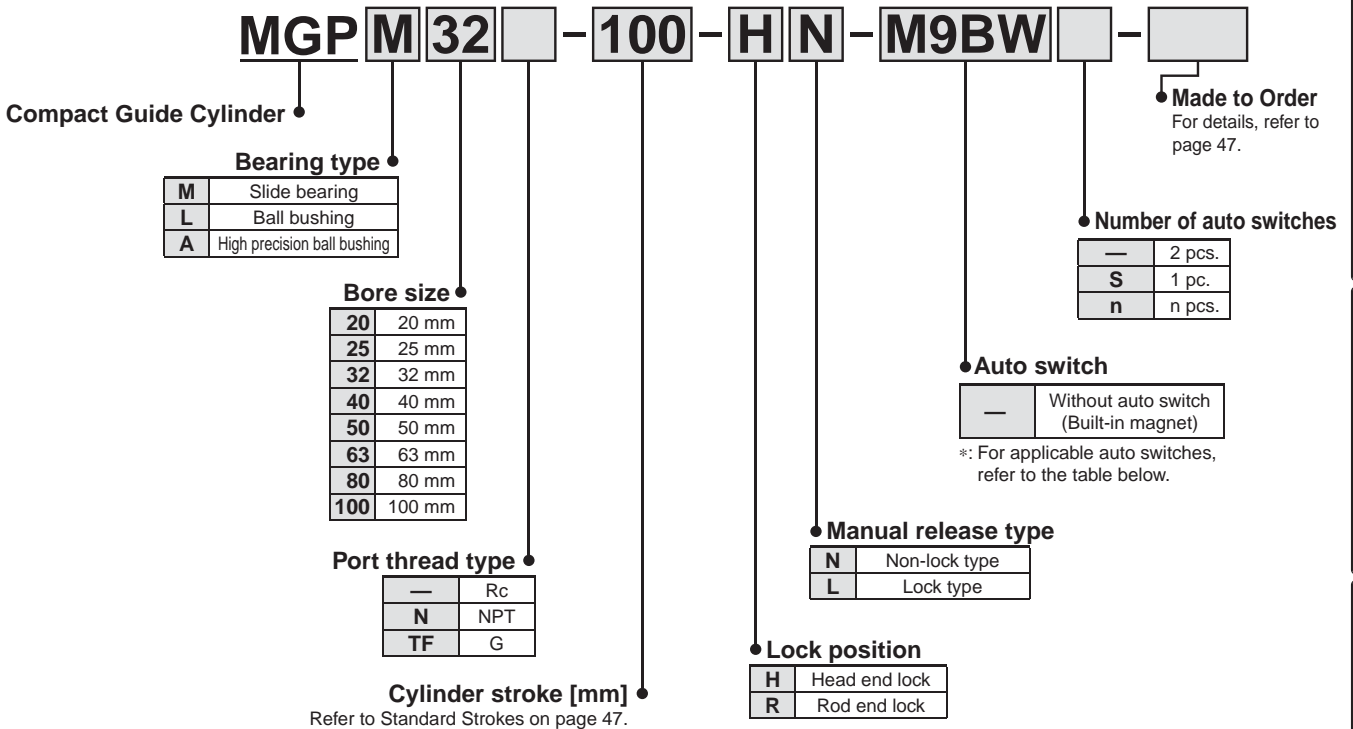 MGP M 32 - 100 - H N - M9BW -
Compact Guide Cylinder
Made to Order
For details, refer to
page 47.
Bearing type
M Slide bearing
L Ball bushing
A High precision ball bushing
Number of auto switches
— 2 pcs.
S 1 pc.
n n pcs.
Bore size
20 20 mm
25 25 mm
32 32 mm
40 40 mm
50 50 mm
63 63 mm
80 80 mm
100 100 mm
Auto switch
— Without auto switch
(Built-in magnet)
*: For applicable auto switches,
refer to the table below.
Manual release type
N Non-lock type
L Lock type
Port thread type
— Rc
N NPT
TF G
Lock position
H Head end lock
R Rod end lock
Cylinder stroke [mm]
Refer to Standard Strokes on page 47.